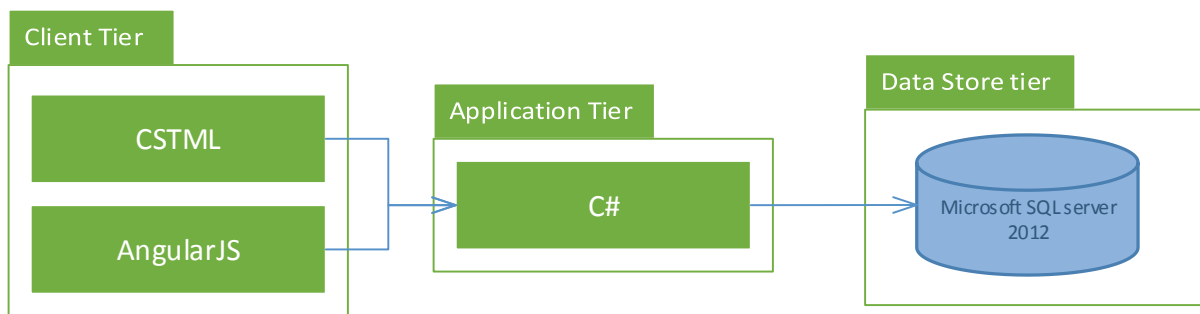 Client Tier
CSTML
AngularJS
Application Tier
C#
Data Store tier
Microsoft SQL server
2012